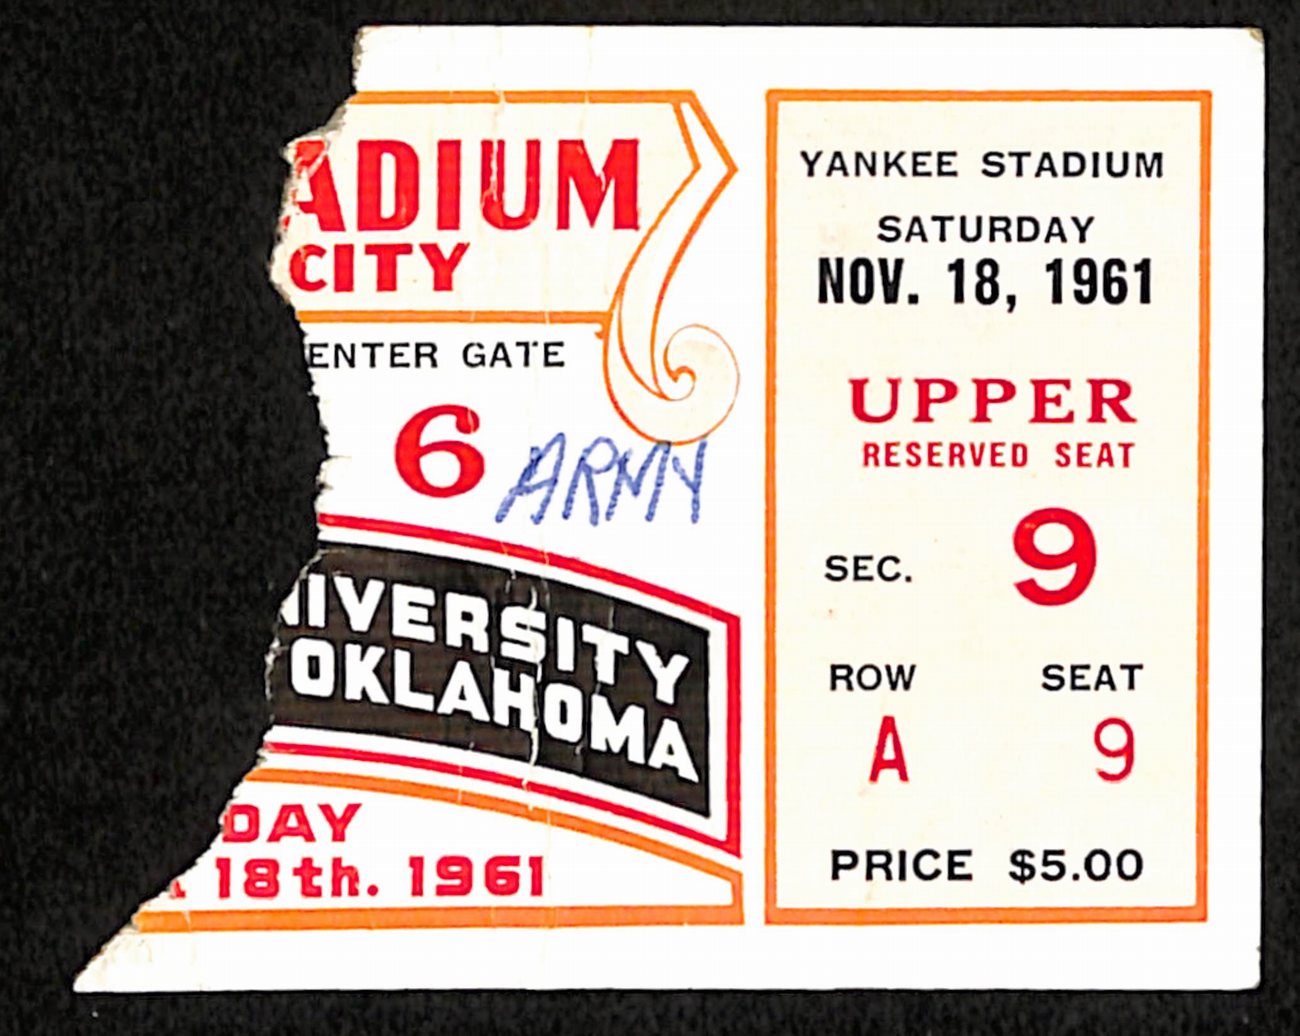 ADIUM
CITY
ENTER GATE
6 ARMY
NIVERSITY
OKLAHOMA
DAY
18th. 1961
YANKEE STADIUM
SATURDAY
NOV. 18, 1961
UPPER
RESERVED SEAT
SEC. 9
ROW SEAT
A 9
PRICE $5.00